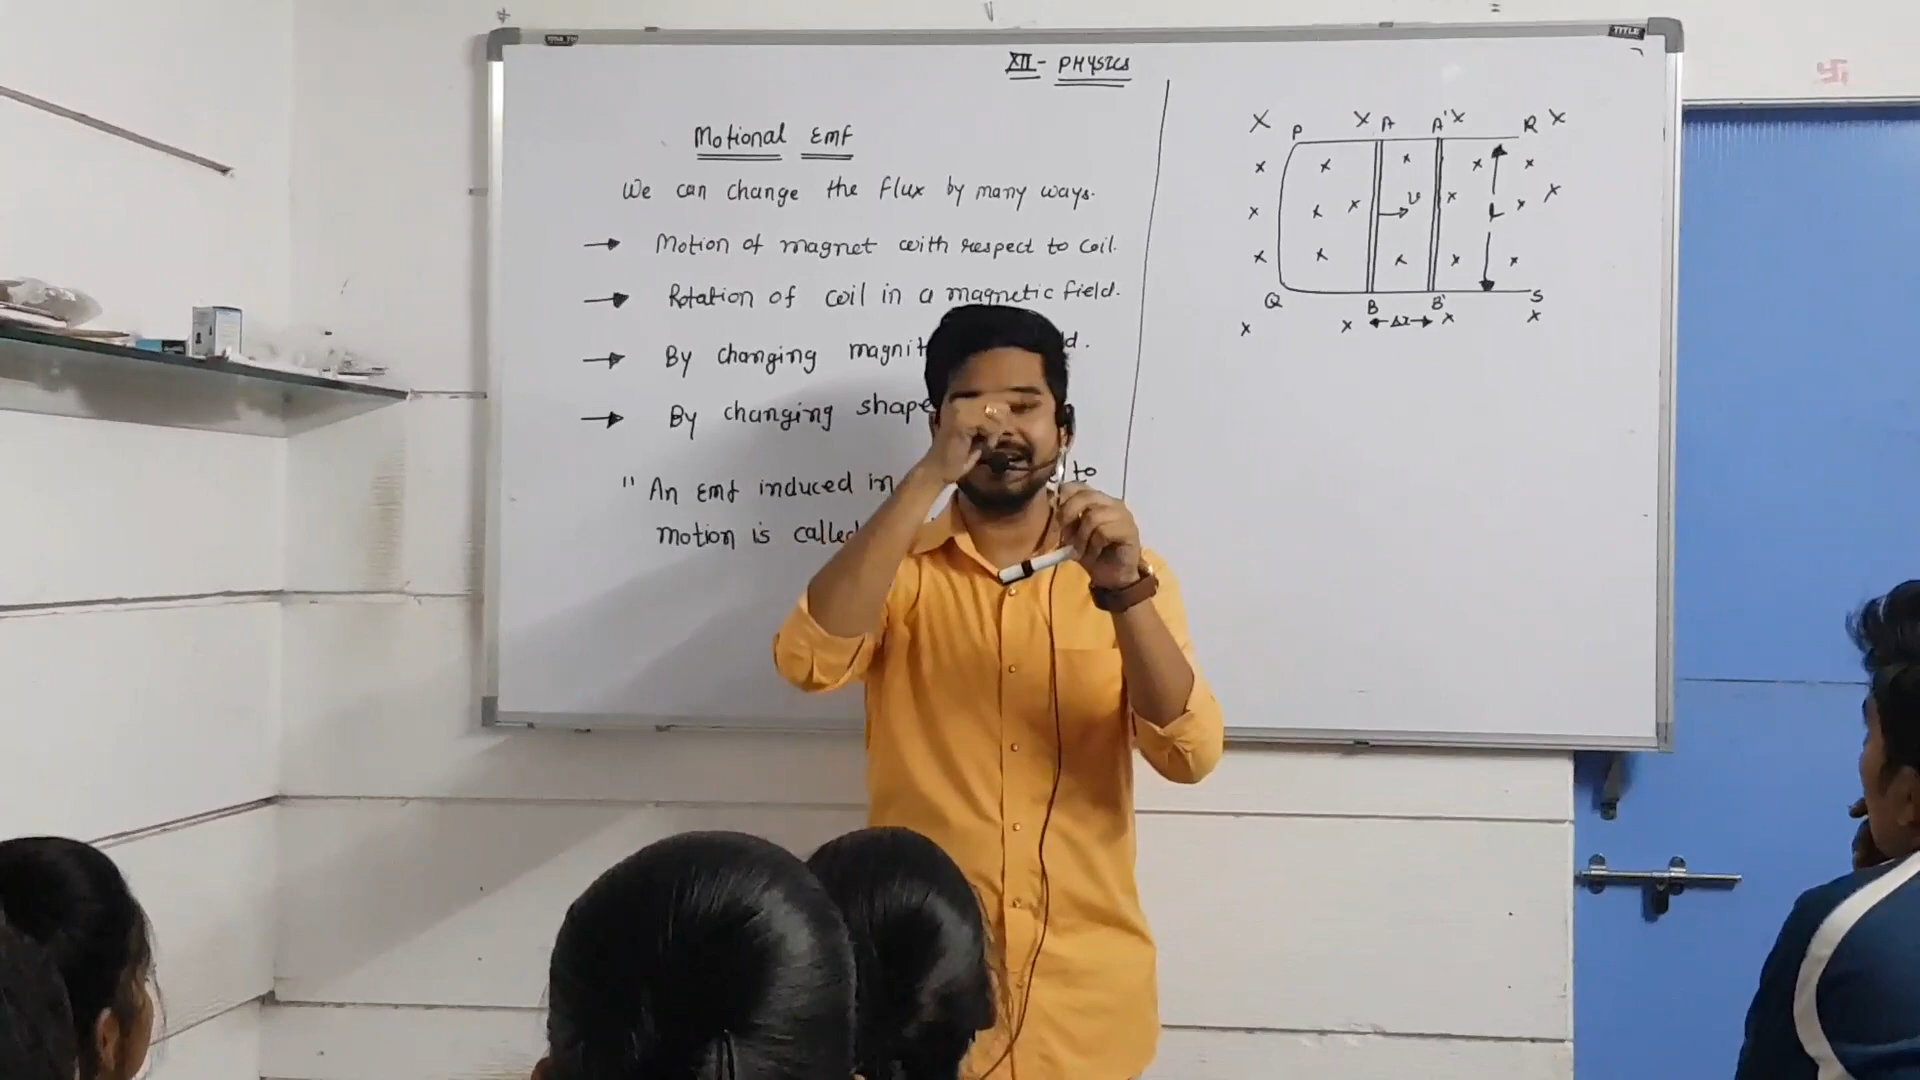 XII - PHYSICS
Motional Emf
We can change the flux by many ways.
→ Motion of magnet with respect to coil.
→ Rotation of coil in a magnetic field.
→ By changing
→ By changing shape
" An emf induced in to
motion is called
X P X A A' X R X
x x x x x
x x x v x x x
L
x x x x x
Q B B' S
x x ←Δx→ x x
TITLE